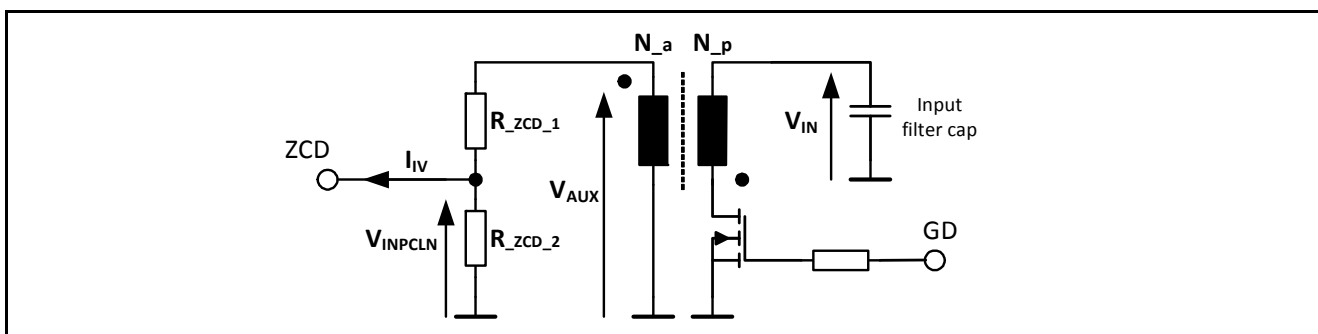 N_a N_p
R_ZCD_1
V_IN
Input
filter cap
ZCD
I_IV
V_AUX
V_INPCLN
R_ZCD_2
GD